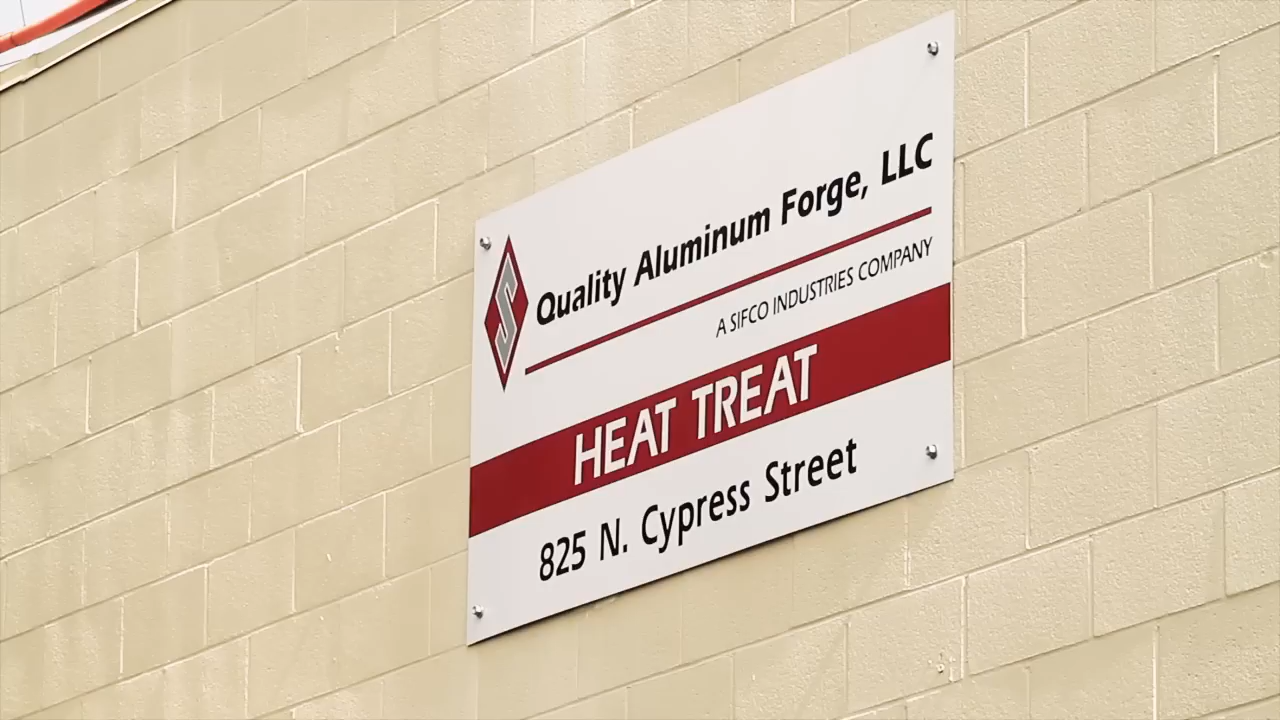 S
Quality Aluminum Forge, LLC
A SIFCO INDUSTRIES COMPANY
HEAT TREAT
825 N. Cypress Street